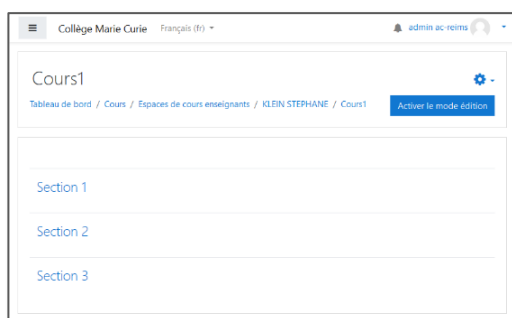 Collège Marie Curie Français (fr) admin ac-reims
Cours1
Tableau de bord / Cours / Espaces de cours enseignants / KLEIN STEPHANE / Cours1 Activer le mode édition
Section 1
Section 2
Section 3